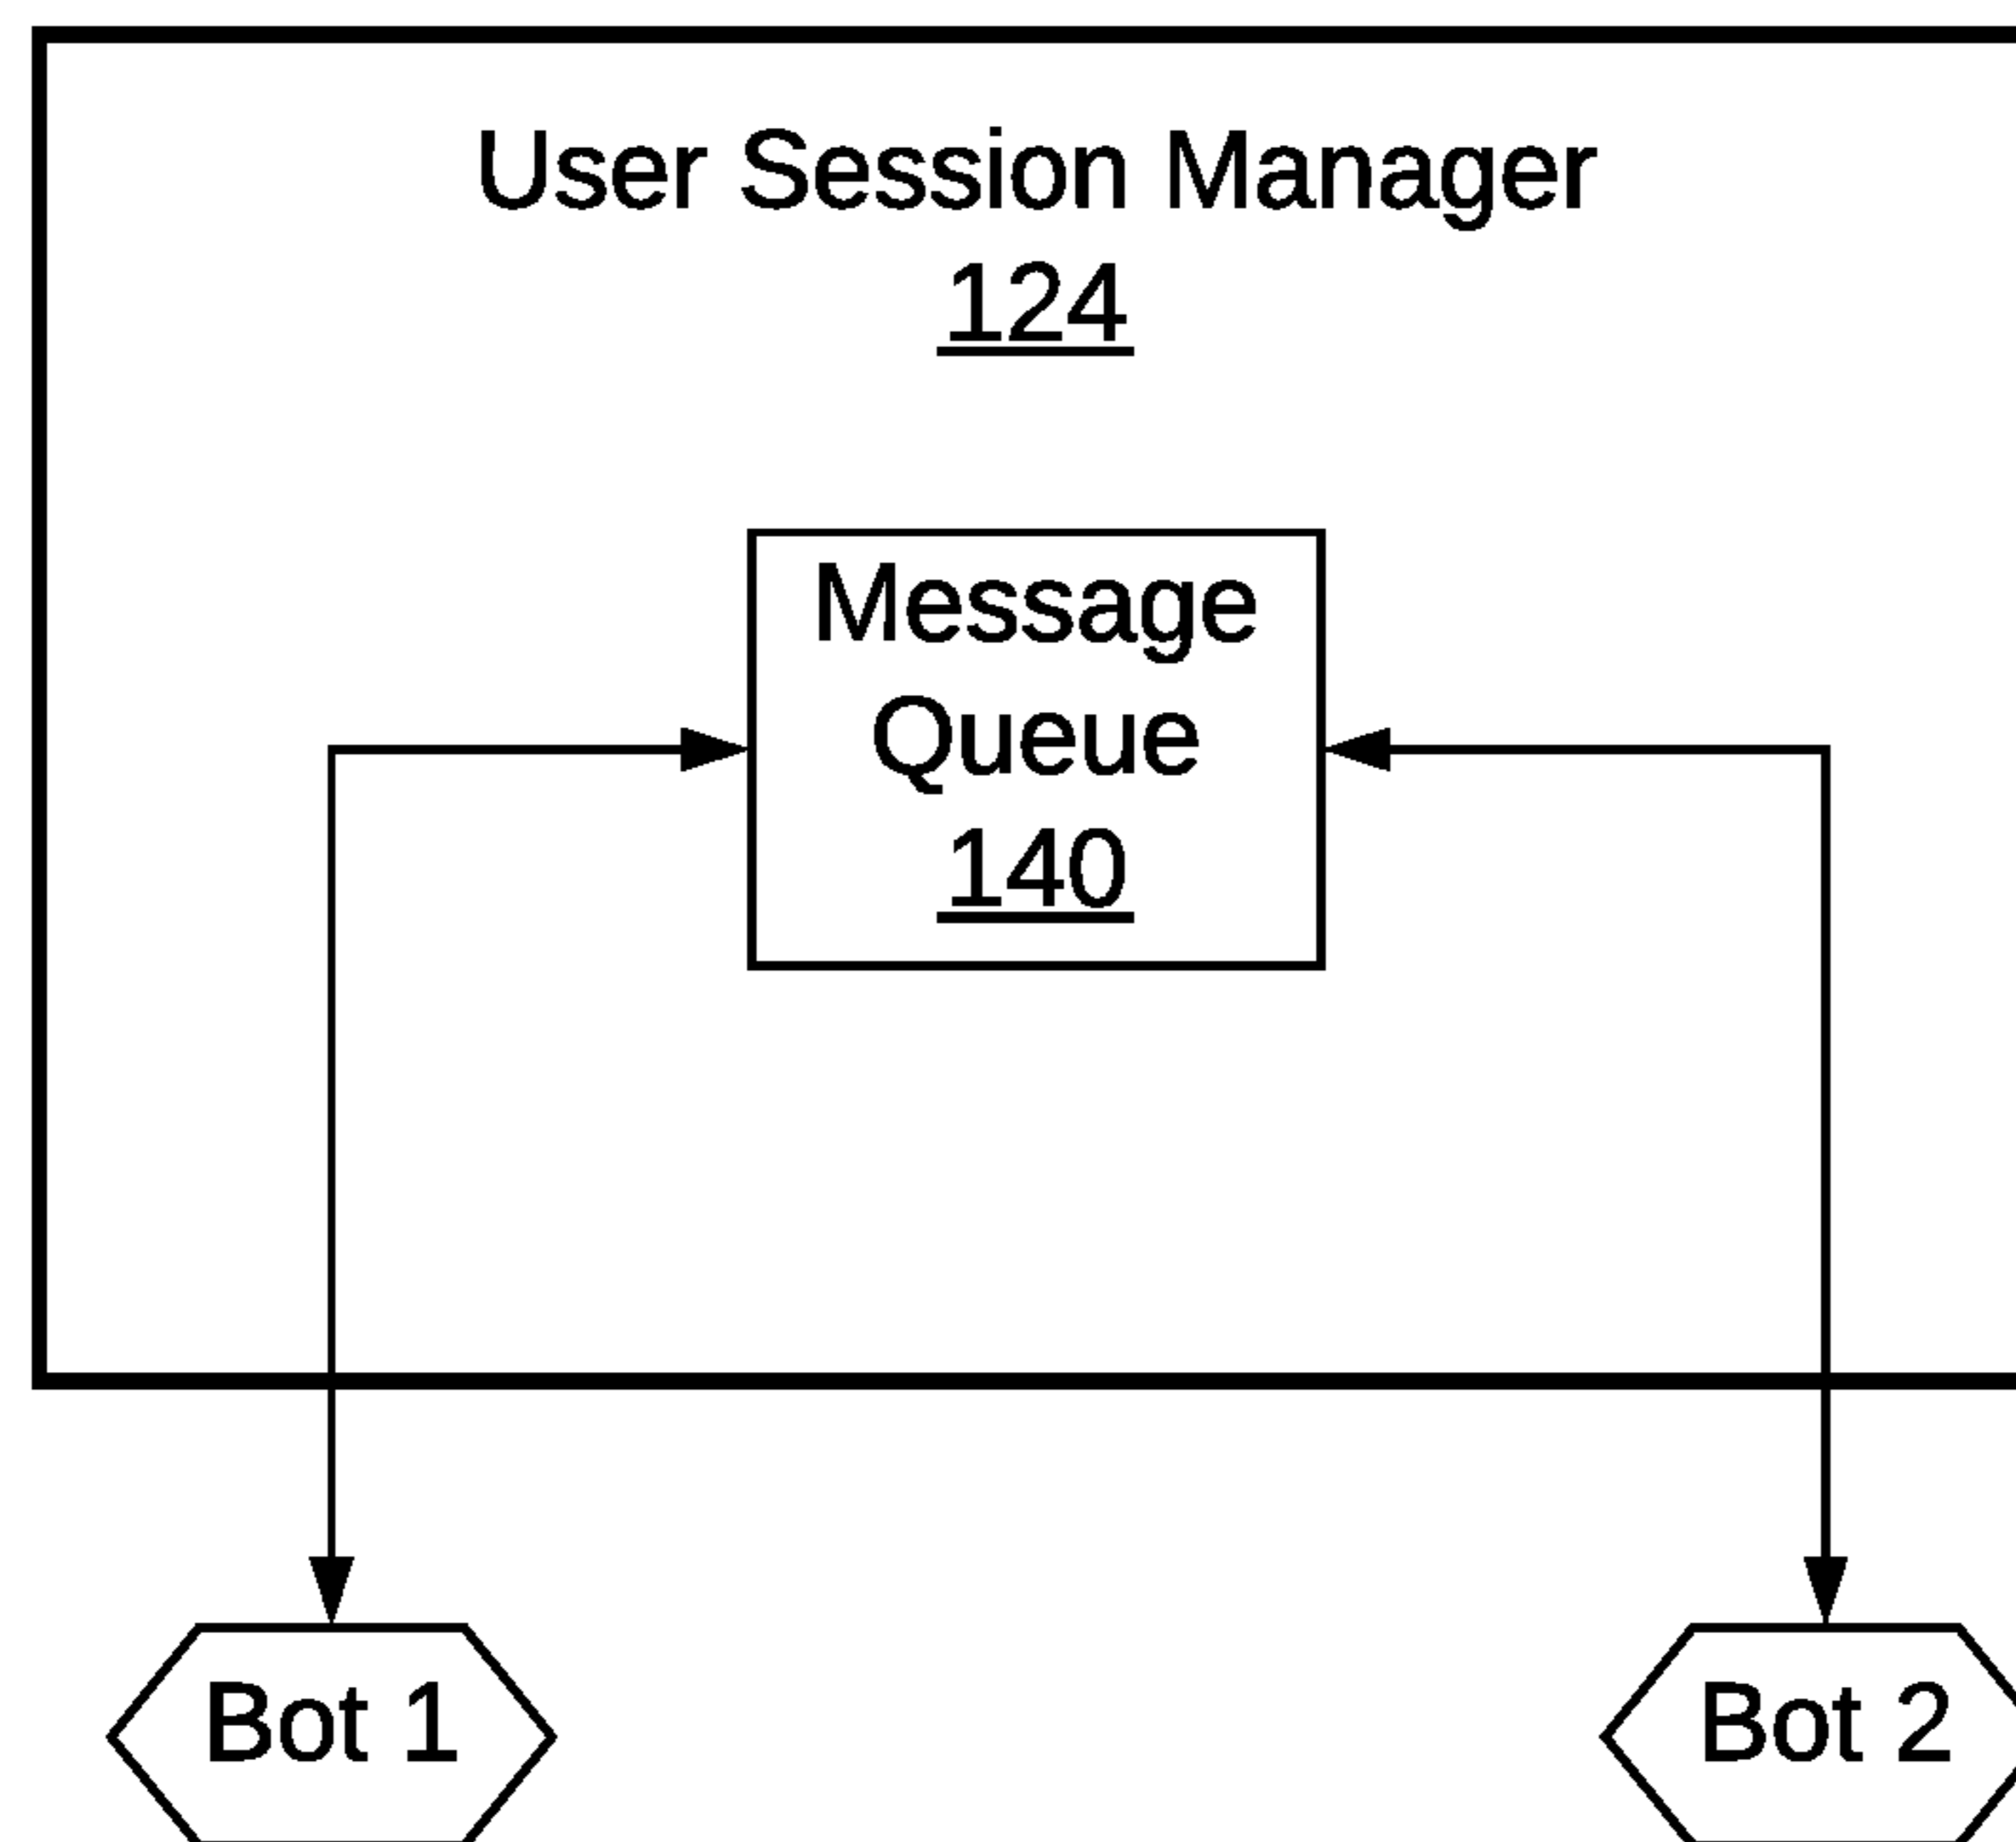 User Session Manager
124
Message
Queue
140
Bot 1
Bot 2